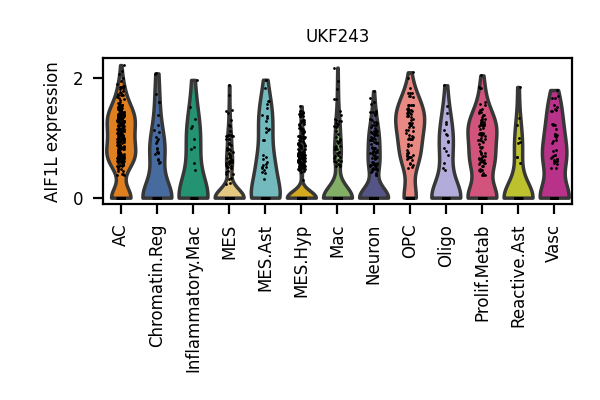 UKF243
AIF1L expression
2
0
AC
Chromatin.Reg
Inflammatory.Mac
MES
MES.Ast
MES.Hyp
Mac
Neuron
OPC
Oligo
Prolif.Metab
Reactive.Ast
Vasc